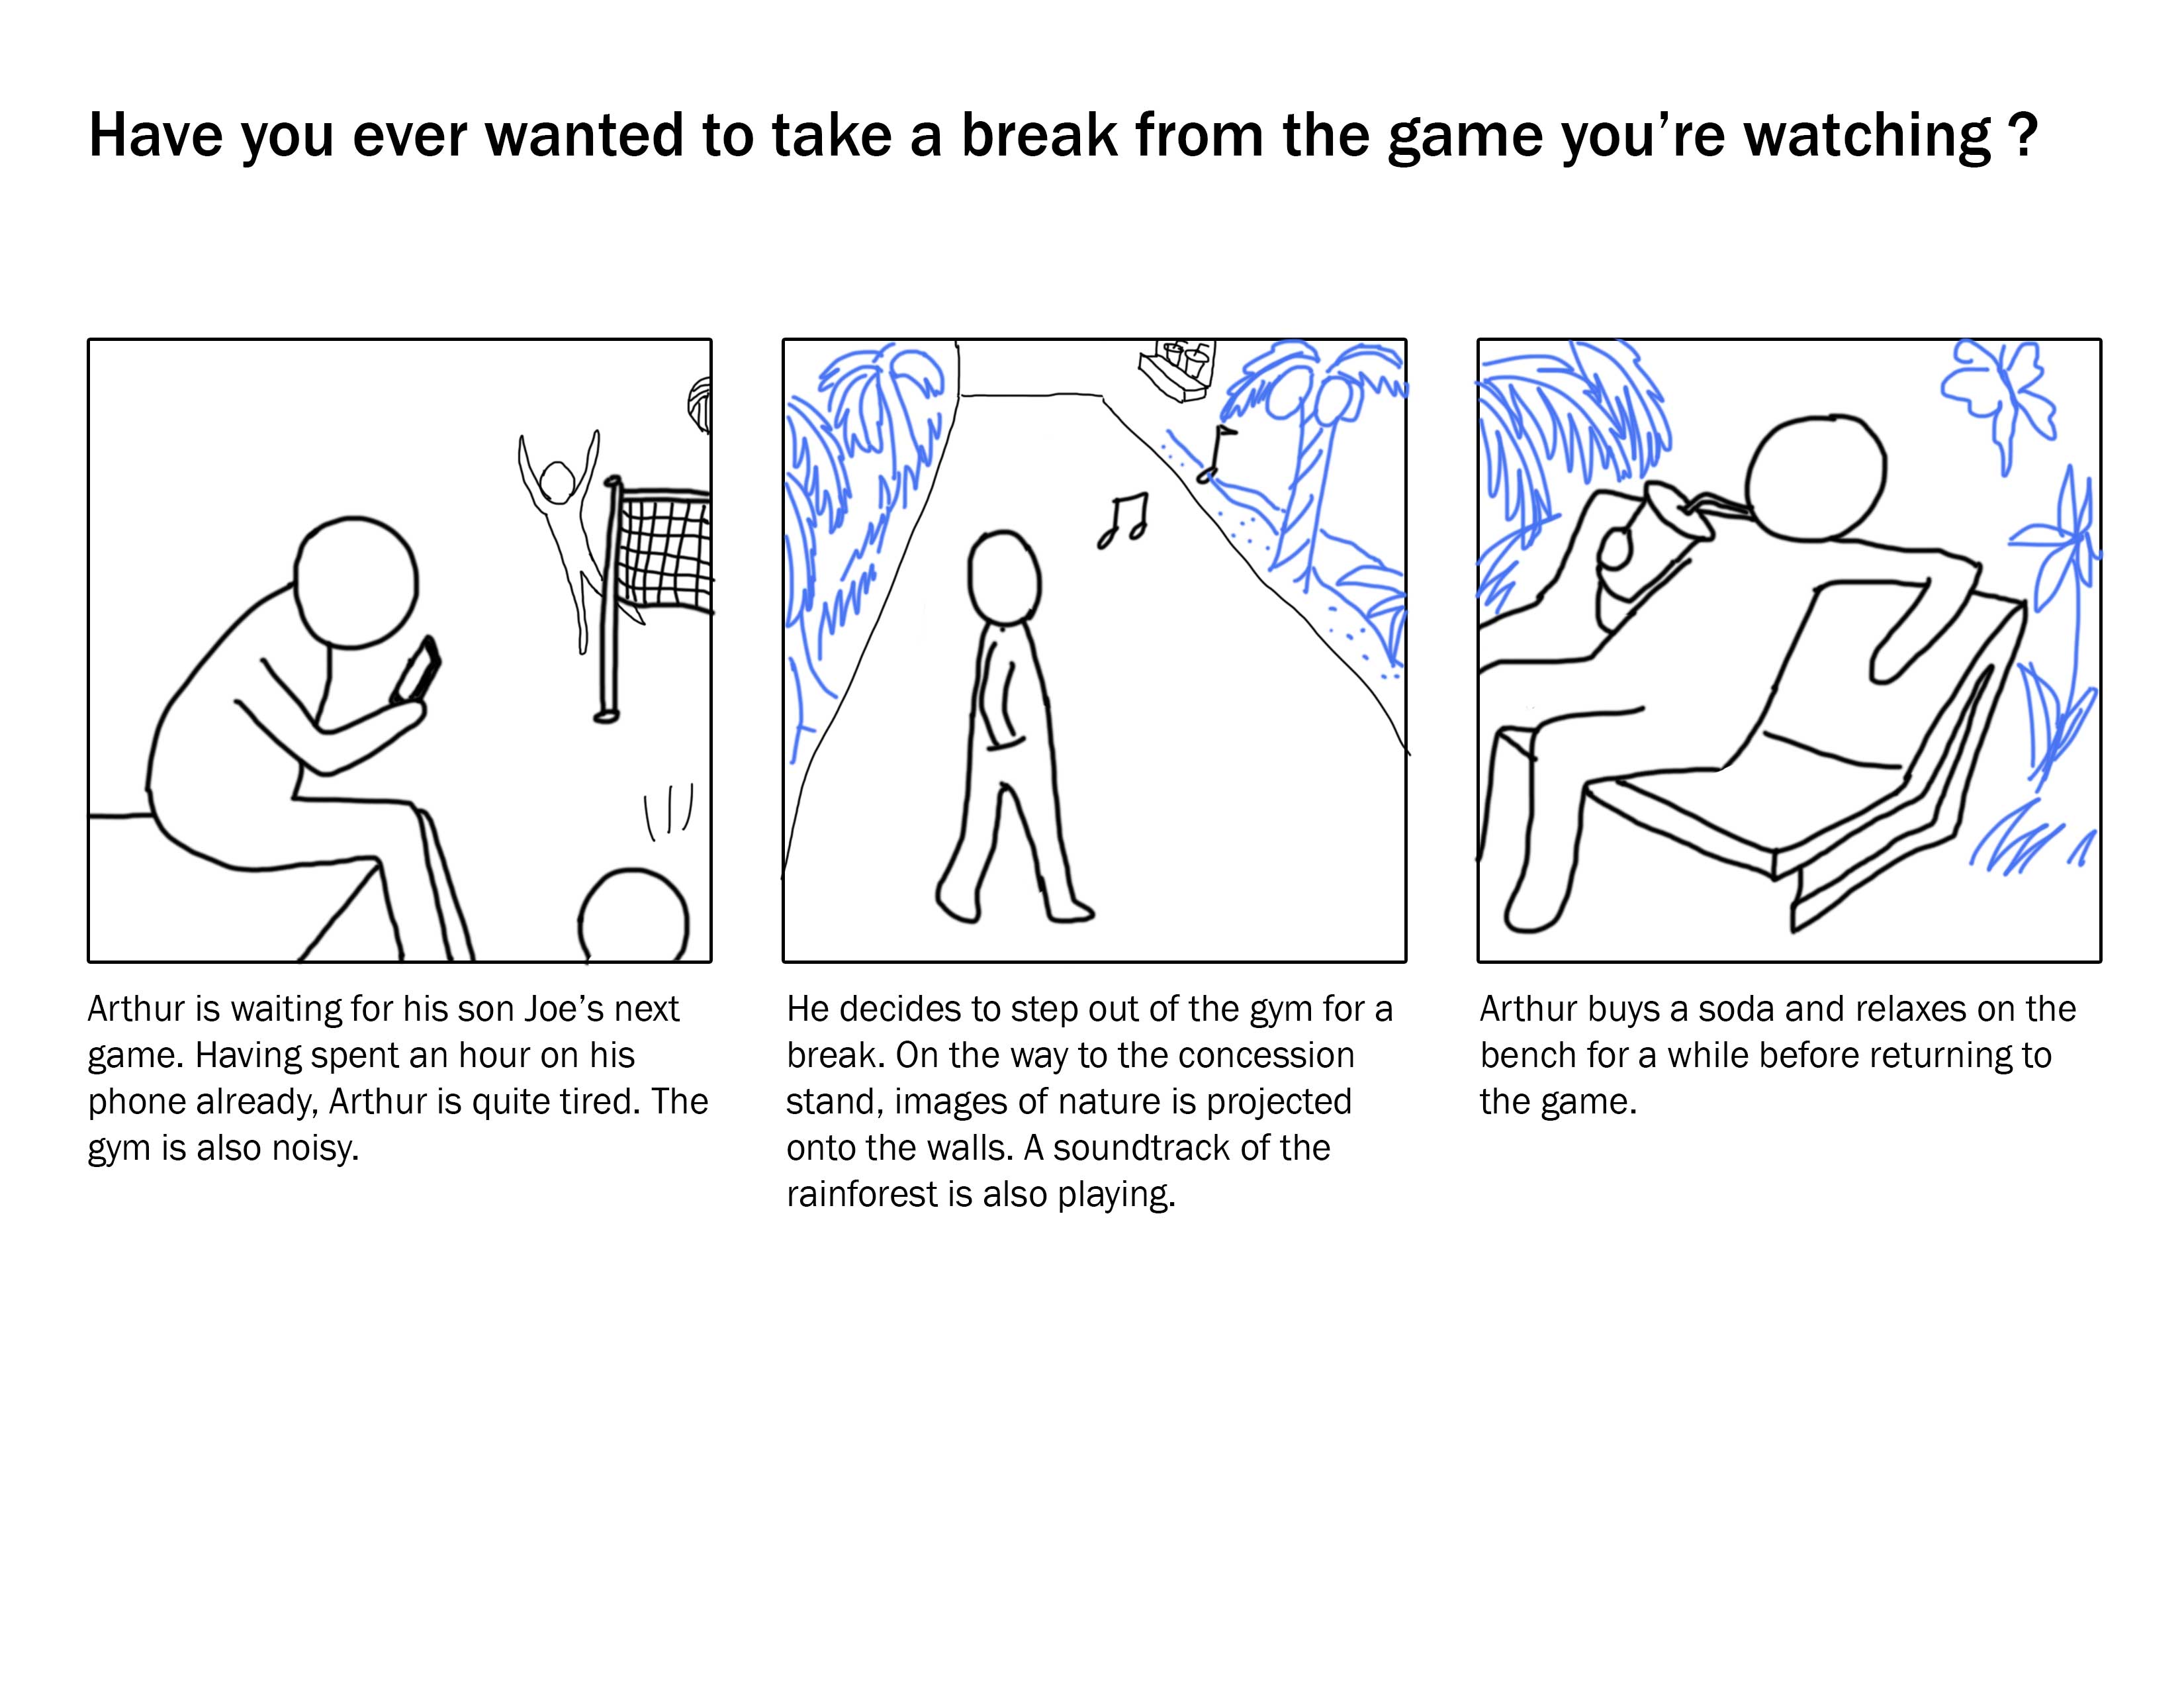 Have you ever wanted to take a break from the game you’re watching ?
Arthur is waiting for his son Joe’s next
game. Having spent an hour on his
phone already, Arthur is quite tired. The
gym is also noisy.
He decides to step out of the gym for a
break. On the way to the concession
stand, images of nature is projected
onto the walls. A soundtrack of the
rainforest is also playing.
Arthur buys a soda and relaxes on the
bench for a while before returning to
the game.